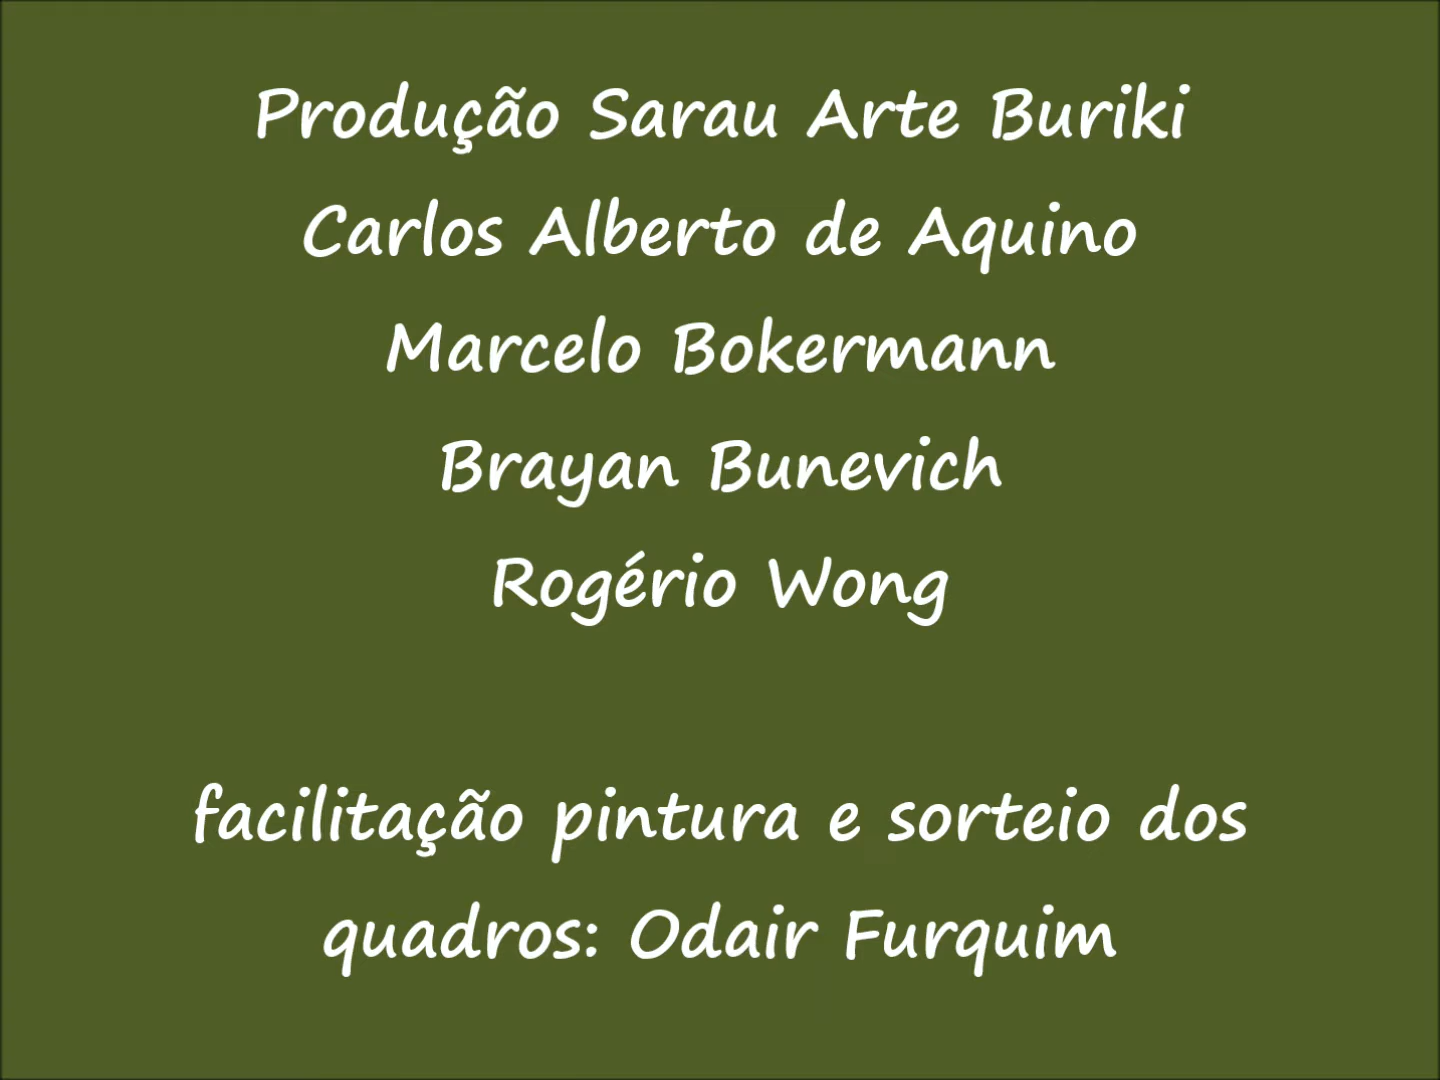 Produção Sarau Arte Buriki
Carlos Alberto de Aquino
Marcelo Bokermann
Brayan Bunevich
Rogério Wong
facilitação pintura e sorteio dos
quadros: Odair Furquim